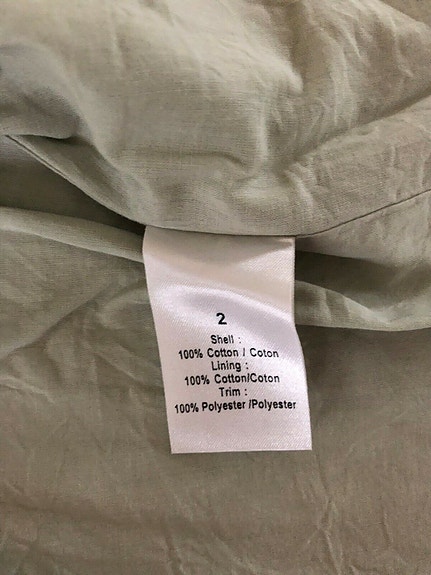 2
Shell :
100% Cotton / Coton
Lining :
100% Cotton/Coton
Trim :
100% Polyester /Polyester